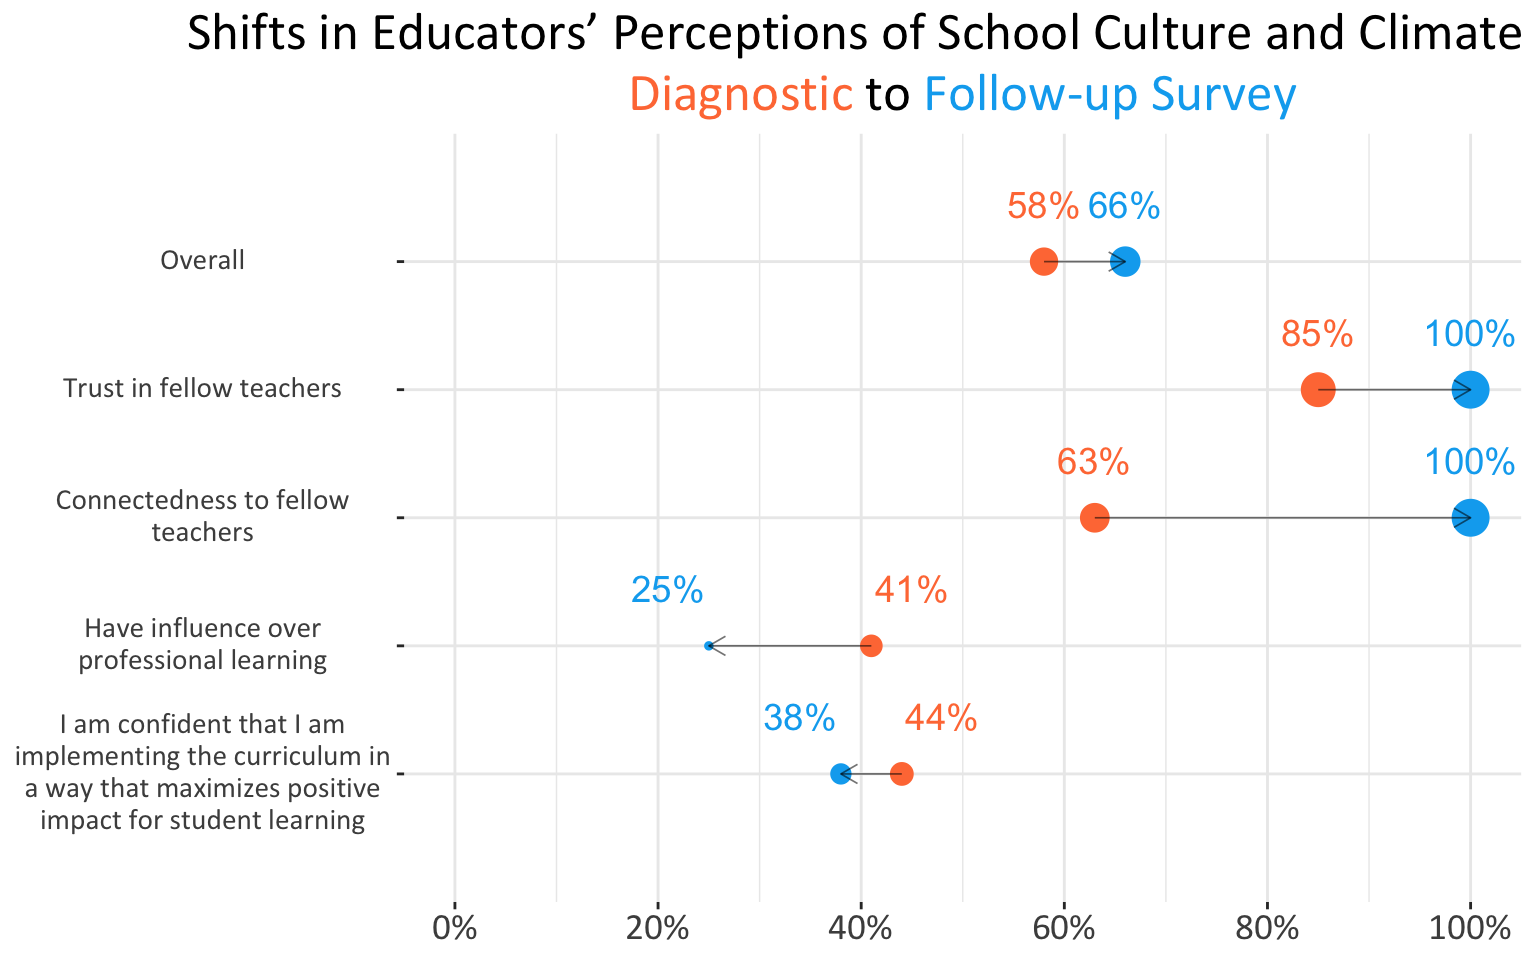 Shifts in Educators’ Perceptions of School Culture and Climate
Diagnostic to Follow-up Survey
58% 66%
Overall
85% 100%
Trust in fellow teachers
63% 100%
Connectedness to fellow
teachers
25% 41%
Have influence over
professional learning
38% 44%
I am confident that I am
implementing the curriculum in
a way that maximizes positive
impact for student learning
0% 20% 40% 60% 80% 100%